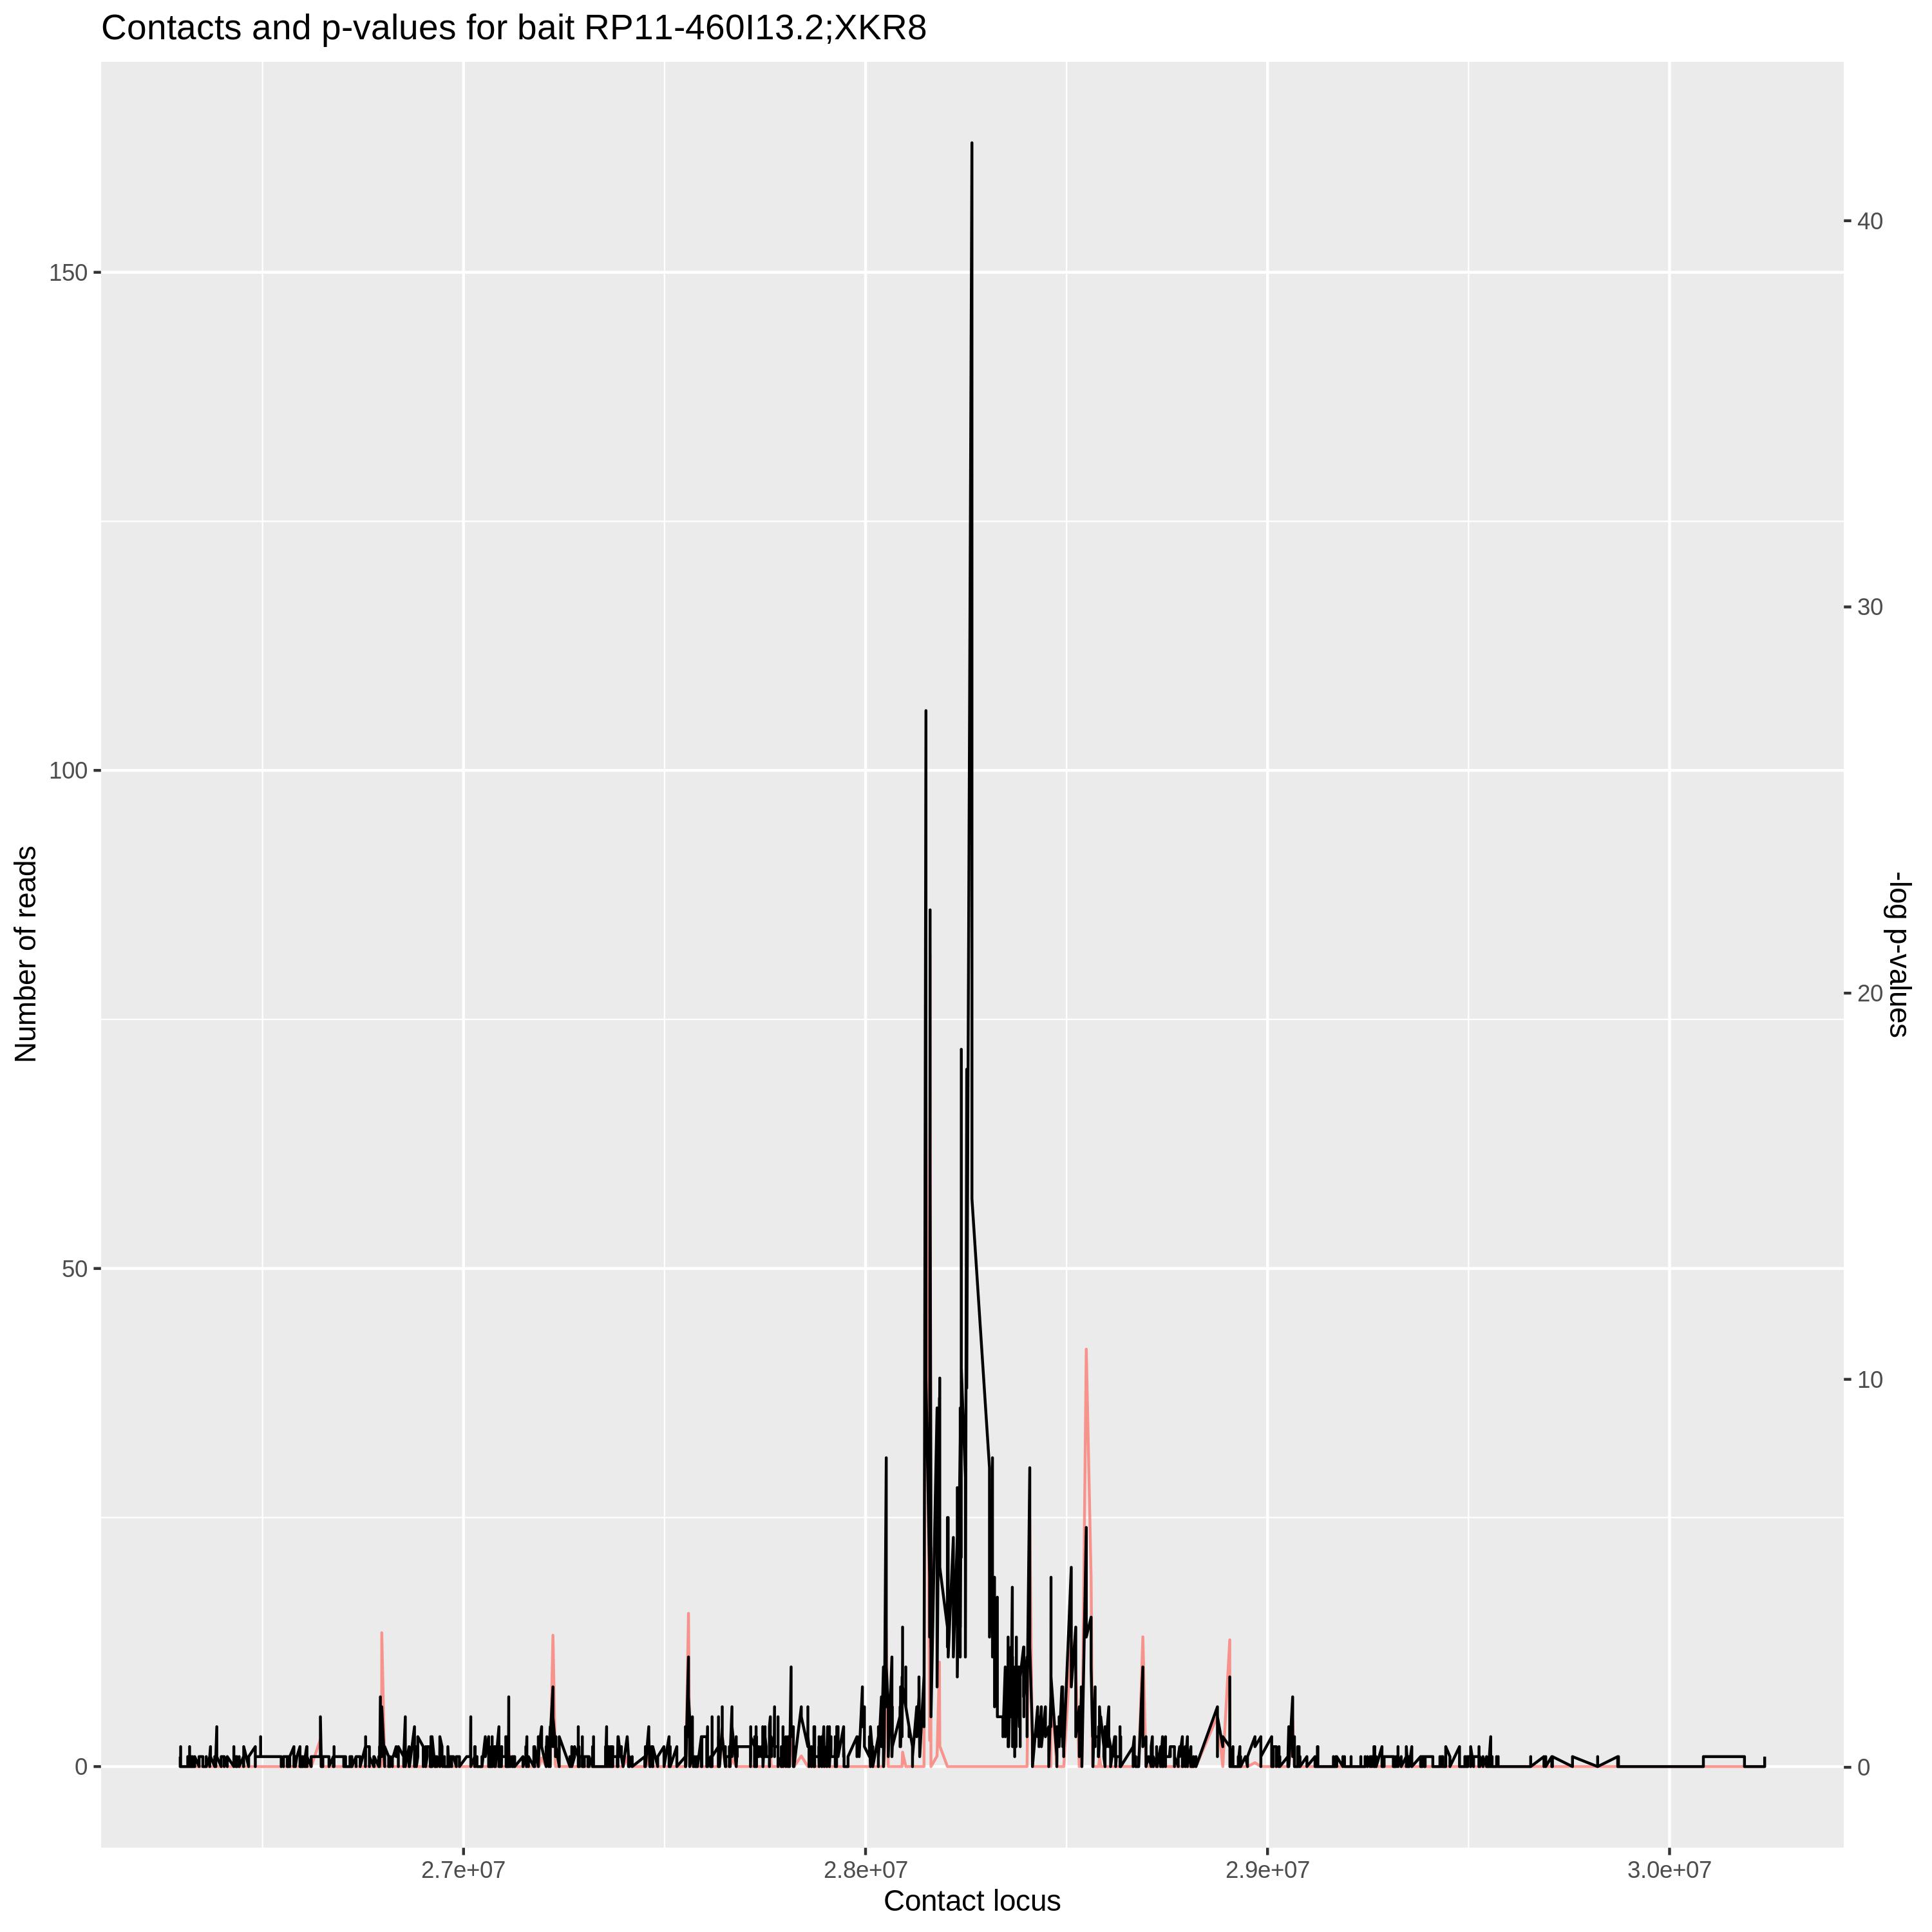 Contacts and p-values for bait RP11-460I13.2;XKR8
Number of reads
150
100
50
0
40
30
20
10
0
-log p-values
2.7e+07 2.8e+07 2.9e+07 3.0e+07
Contact locus